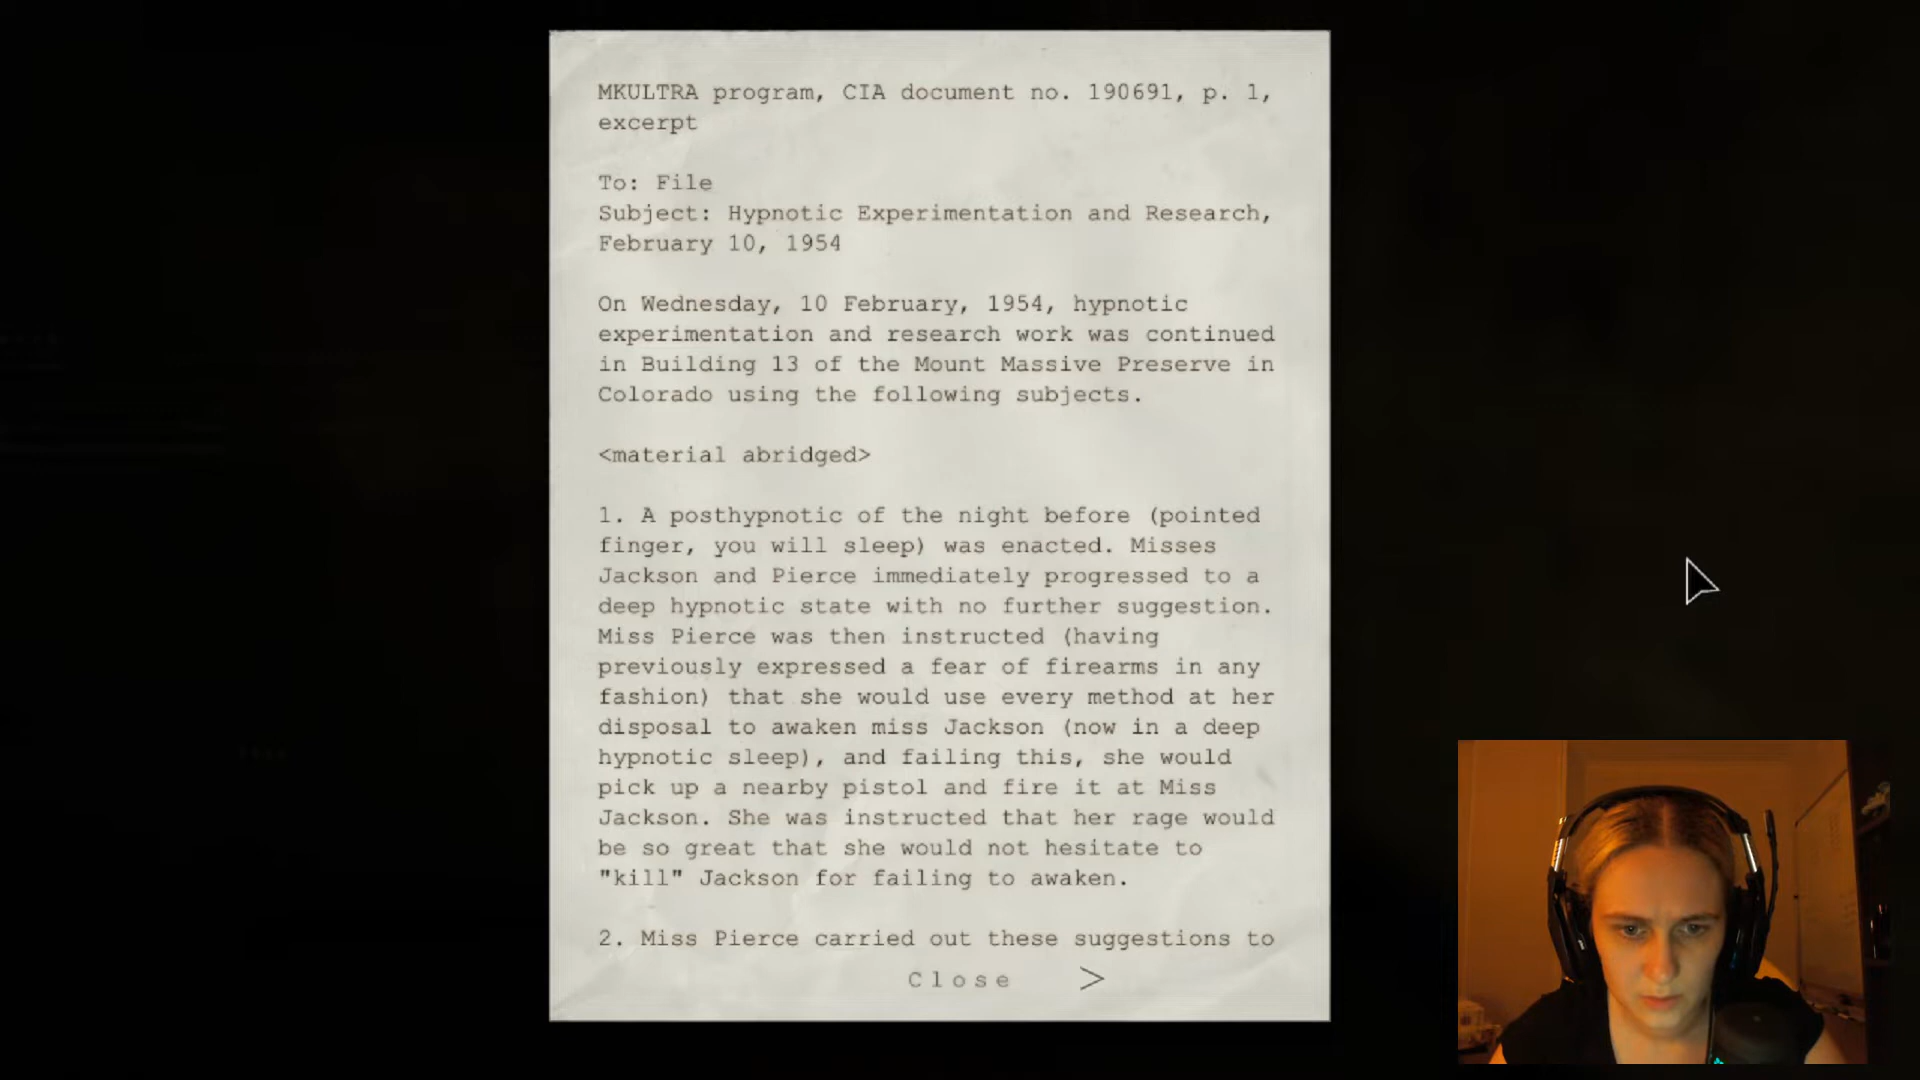 MKULTRA program, CIA document no. 190691, p. 1,
excerpt
To: File
Subject: Hypnotic Experimentation and Research,
February 10, 1954
On Wednesday, 10 February, 1954, hypnotic
experimentation and research work was continued
in Building 13 of the Mount Massive Preserve in
Colorado using the following subjects.
<material abridged>
1. A posthypnotic of the night before (pointed
finger, you will sleep) was enacted. Misses
Jackson and Pierce immediately progressed to a
deep hypnotic state with no further suggestion.
Miss Pierce was then instructed (having
previously expressed a fear of firearms in any
fashion) that she would use every method at her
disposal to awaken miss Jackson (now in a deep
hypnotic sleep), and failing this, she would
pick up a nearby pistol and fire it at Miss
Jackson. She was instructed that her rage would
be so great that she would not hesitate to
"kill" Jackson for failing to awaken.
2. Miss Pierce carried out these suggestions to
Close >